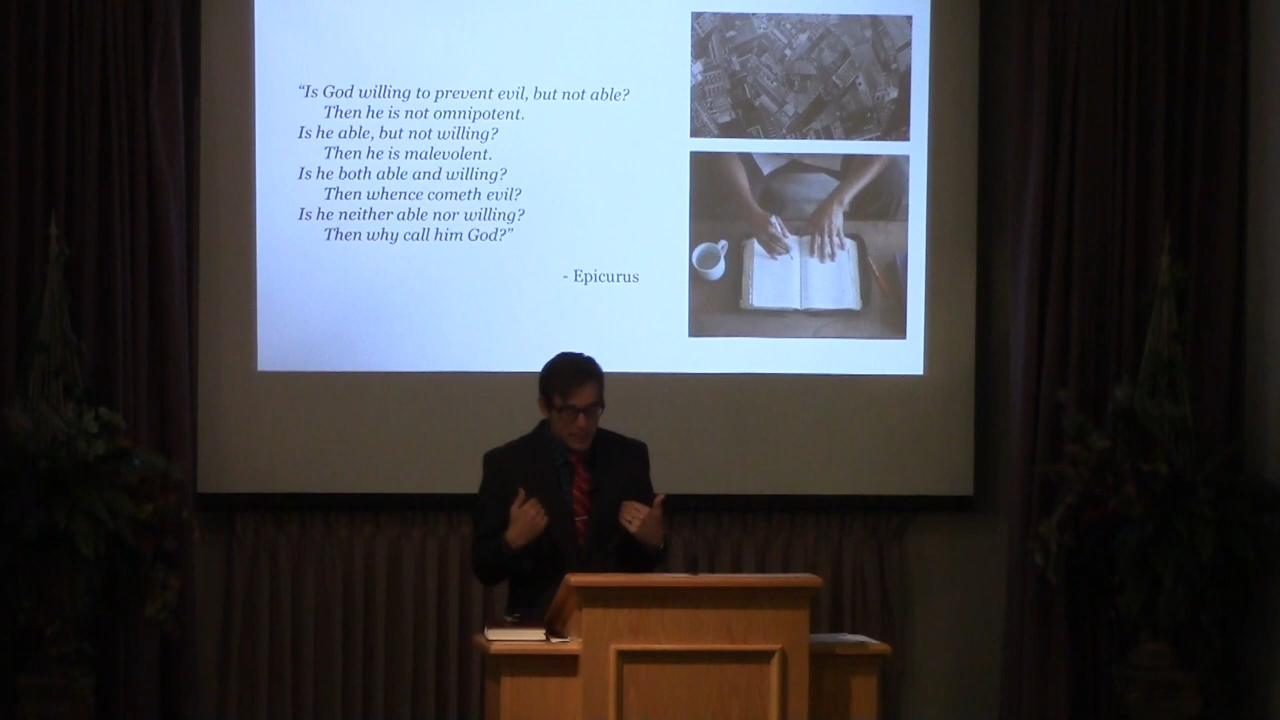 “Is God willing to prevent evil, but not able?
Then he is not omnipotent.
Is he able, but not willing?
Then he is malevolent.
Is he both able and willing?
Then whence cometh evil?
Is he neither able nor willing?
Then why call him God?”
- Epicurus